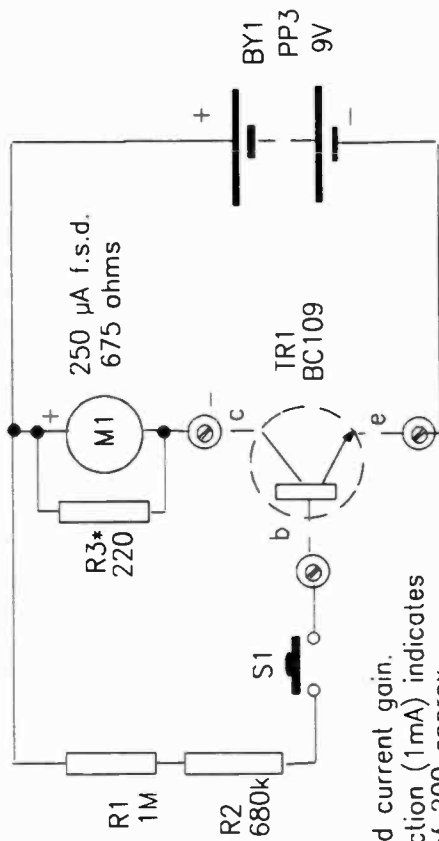 250 µA f.s.d.
675 ohms
+
M1
R3*
220
R1
1M
R2
680k
S1
b
–
c
–
e
TR1
BC109
+
–
BY1
PP3
9V
d current gain.
ction (1mA) indicates